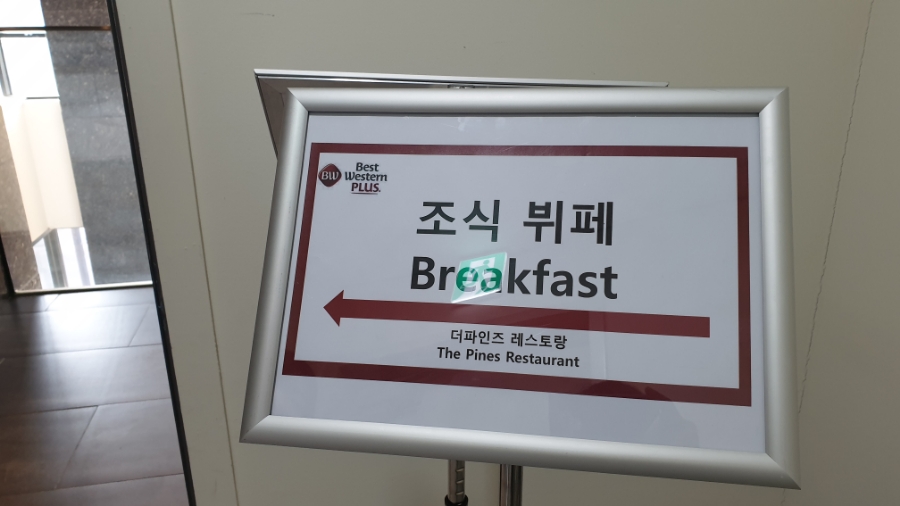 BW
Best
Western
PLUS.
조식 뷔페
Breakfast
더파인즈 레스토랑
The Pines Restaurant